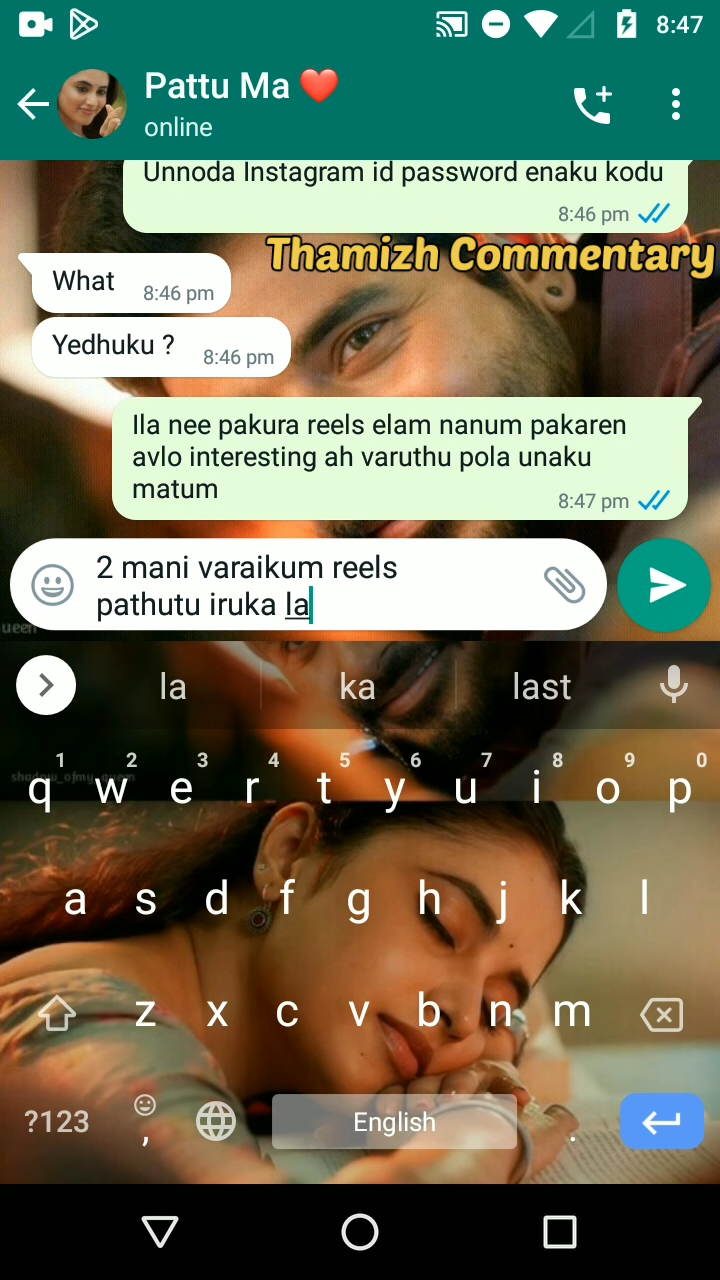 8:47
Pattu Ma ❤️
online
Unnoda Instagram id password enaku kodu
8:46 pm
Thamizh Commentary
What 8:46 pm
Yedhuku ? 8:46 pm
Ila nee pakura reels elam nanum pakaren
avlo interesting ah varuthu pola unaku
matum 8:47 pm
2 mani varaikum reels
pathutu iruka la
ueen
la ka last
1 2 3 4 5 6 7 8 9 0
q w e r t y u i o p
a s d f g h j k l
z x c v b n m
?123 , English .